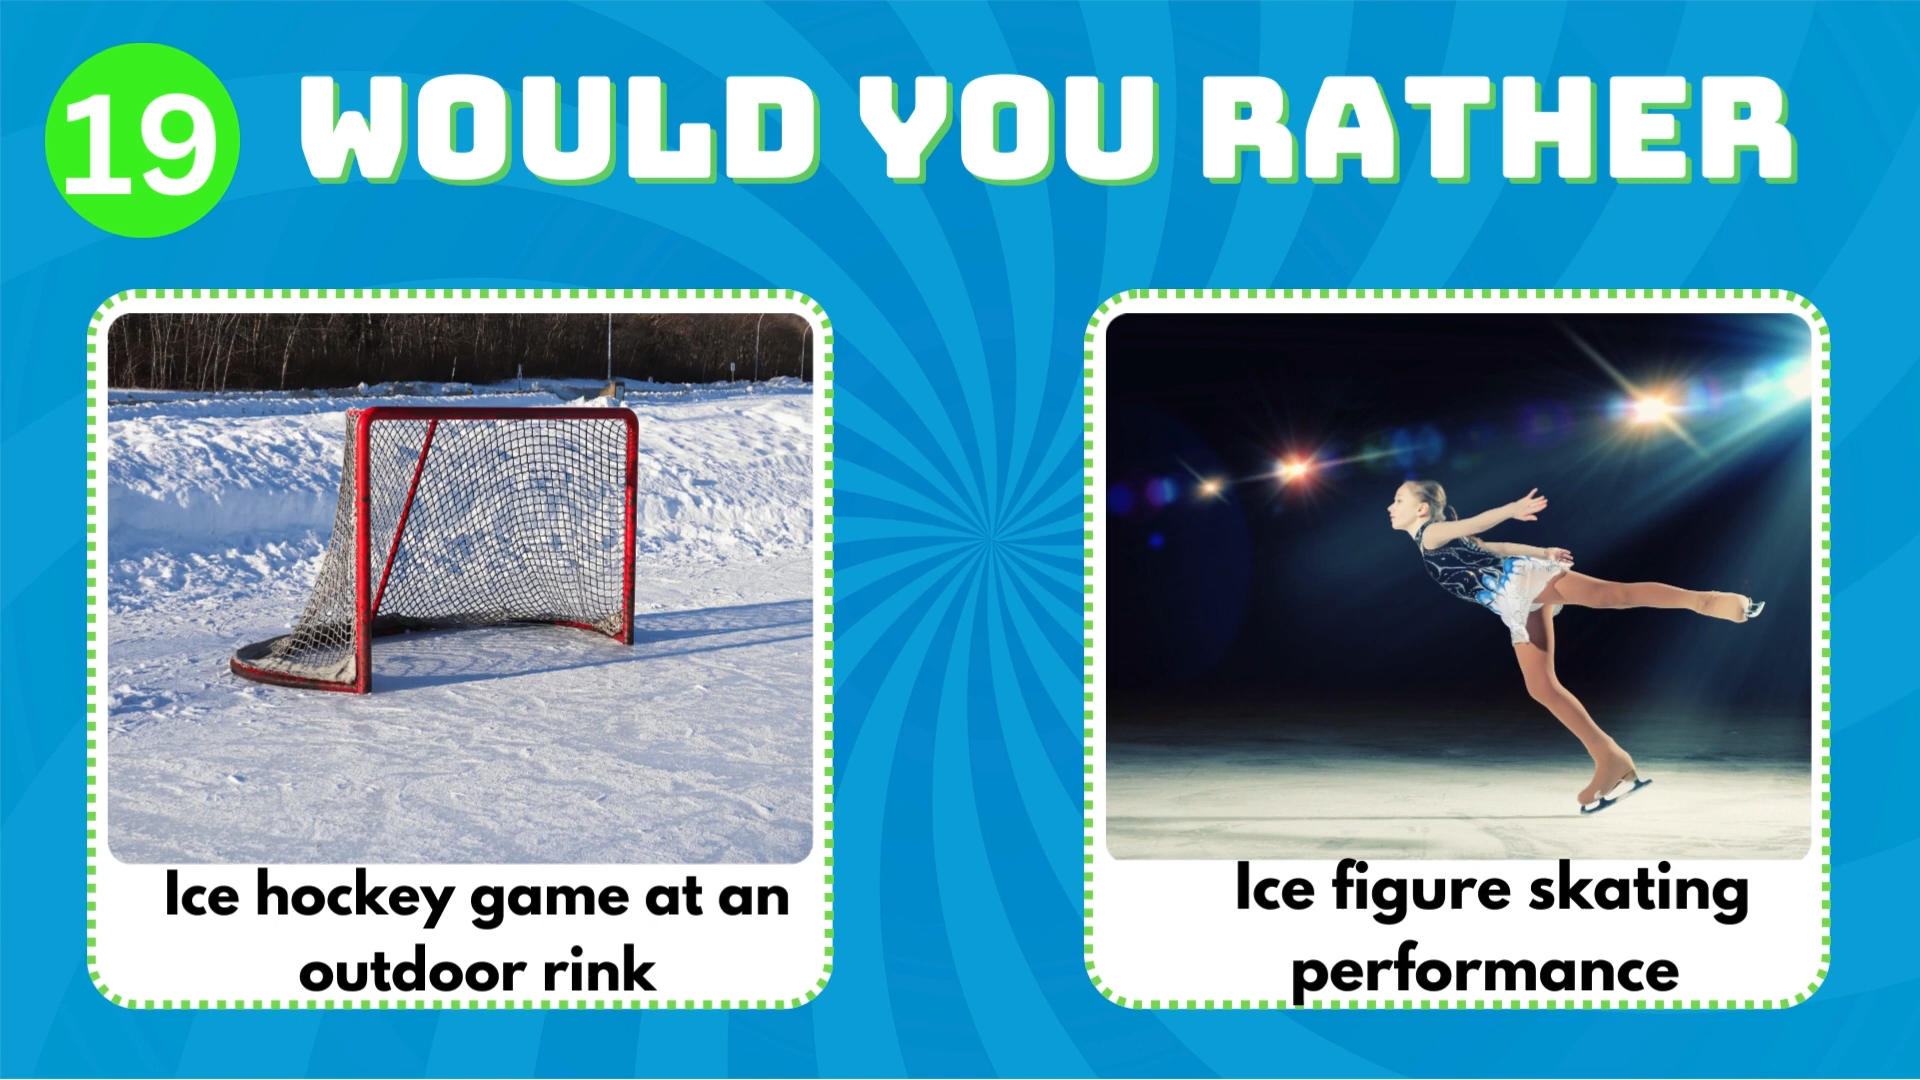 19
WOULD YOU RATHER
Ice hockey game at an
outdoor rink
Ice figure skating
performance